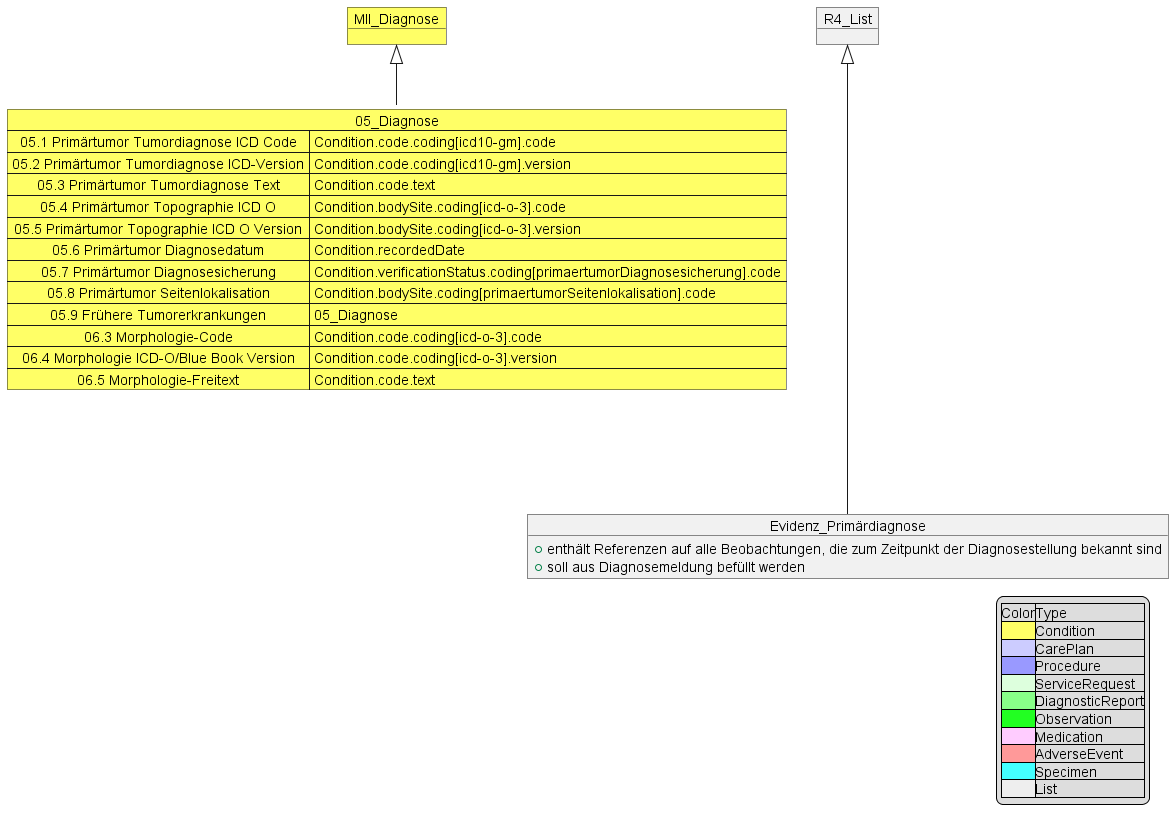 MII_Diagnose
R4_List
05_Diagnose
05.1 Primärtumor Tumordiagnose ICD Code Condition.code.coding[icd10-gm].code
05.2 Primärtumor Tumordiagnose ICD-Version Condition.code.coding[icd10-gm].version
05.3 Primärtumor Tumordiagnose Text Condition.code.text
05.4 Primärtumor Topographie ICD O Condition.bodySite.coding[icd-o-3].code
05.5 Primärtumor Topographie ICD O Version Condition.bodySite.coding[icd-o-3].version
05.6 Primärtumor Diagnosedatum Condition.recordedDate
05.7 Primärtumor Diagnosesicherung Condition.verificationStatus.coding[primaertumorDiagnosesicherung].code
05.8 Primärtumor Seitenlokalisation Condition.bodySite.coding[primaertumorSeitenlokalisation].code
05.9 Frühere Tumorerkrankungen 05_Diagnose
06.3 Morphologie-Code Condition.code.coding[icd-o-3].code
06.4 Morphologie ICD-O/Blue Book Version Condition.code.coding[icd-o-3].version
06.5 Morphologie-Freitext Condition.code.text
Evidenz_Primärdiagnose
enthält Referenzen auf alle Beobachtungen, die zum Zeitpunkt der Diagnosestellung bekannt sind
soll aus Diagnosemeldung befüllt werden
Color Type
Condition
CarePlan
Procedure
ServiceRequest
DiagnosticReport
Observation
Medication
AdverseEvent
Specimen
List